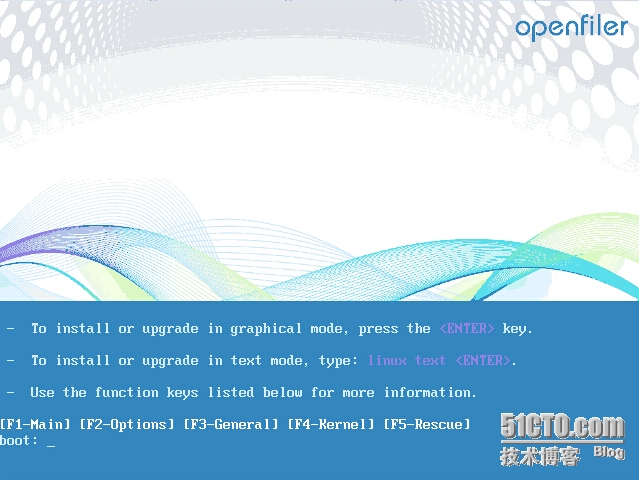 openfiler
-  To install or upgrade in graphical mode, press the <ENTER> key.
-  To install or upgrade in text mode, type: linux text <ENTER>.
-  Use the function keys listed below for more information.
[F1-Main] [F2-Options] [F3-General] [F4-Kernel] [F5-Rescue]
boot: _
51CTO.com
技术博客 Blog